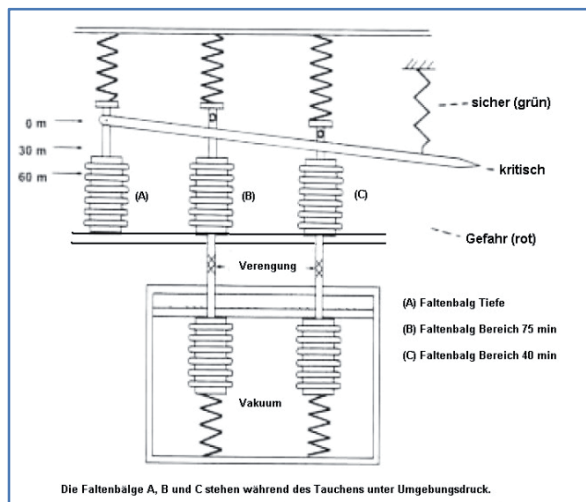 sicher (grün)
0 m
30 m
kritisch
60 m
(A)
(B)
(C)
Gefahr (rot)
Verengung
(A) Faltenbalg Tiefe
(B) Faltenbalg Bereich 75 min
(C) Faltenbalg Bereich 40 min
Vakuum
Die Faltenbälge A, B und C stehen während des Tauchens unter Umgebungsdruck.